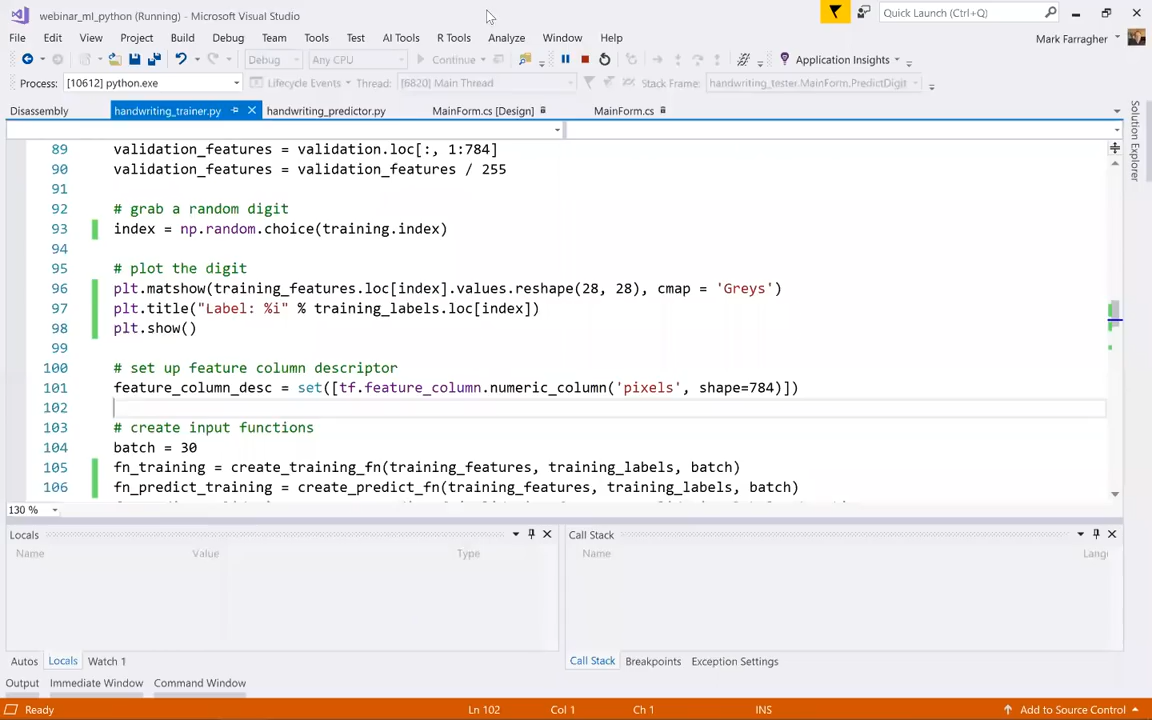 webinar_ml_python (Running) - Microsoft Visual Studio
Quick Launch (Ctrl+Q)
File Edit View Project Build Debug Team Tools Test AI Tools R Tools Analyze Window Help
Mark Farragher
Debug Any CPU Continue Application Insights
Process: [10612] python.exe Lifecycle Events Thread: [6820] Main Thread Stack Frame: handwriting_tester.MainForm.PredictDigit
Disassembly handwriting_trainer.py handwriting_predictor.py MainForm.cs [Design] MainForm.cs
Solution Explorer
89 validation_features = validation.loc[:, 1:784]
90 validation_features = validation_features / 255
91
92 # grab a random digit
93 index = np.random.choice(training.index)
94
95 # plot the digit
96 plt.matshow(training_features.loc[index].values.reshape(28, 28), cmap = 'Greys')
97 plt.title("Label: %i" % training_labels.loc[index])
98 plt.show()
99
100 # set up feature column descriptor
101 feature_column_desc = set([tf.feature_column.numeric_column('pixels', shape=784)])
102
103 # create input functions
104 batch = 30
105 fn_training = create_training_fn(training_features, training_labels, batch)
106 fn_predict_training = create_predict_fn(training_features, training_labels, batch)
130 %
Locals
Name Value Type
Call Stack
Name Langu
Autos Locals Watch 1
Call Stack Breakpoints Exception Settings
Output Immediate Window Command Window
Ready Ln 102 Col 1 Ch 1 INS Add to Source Control